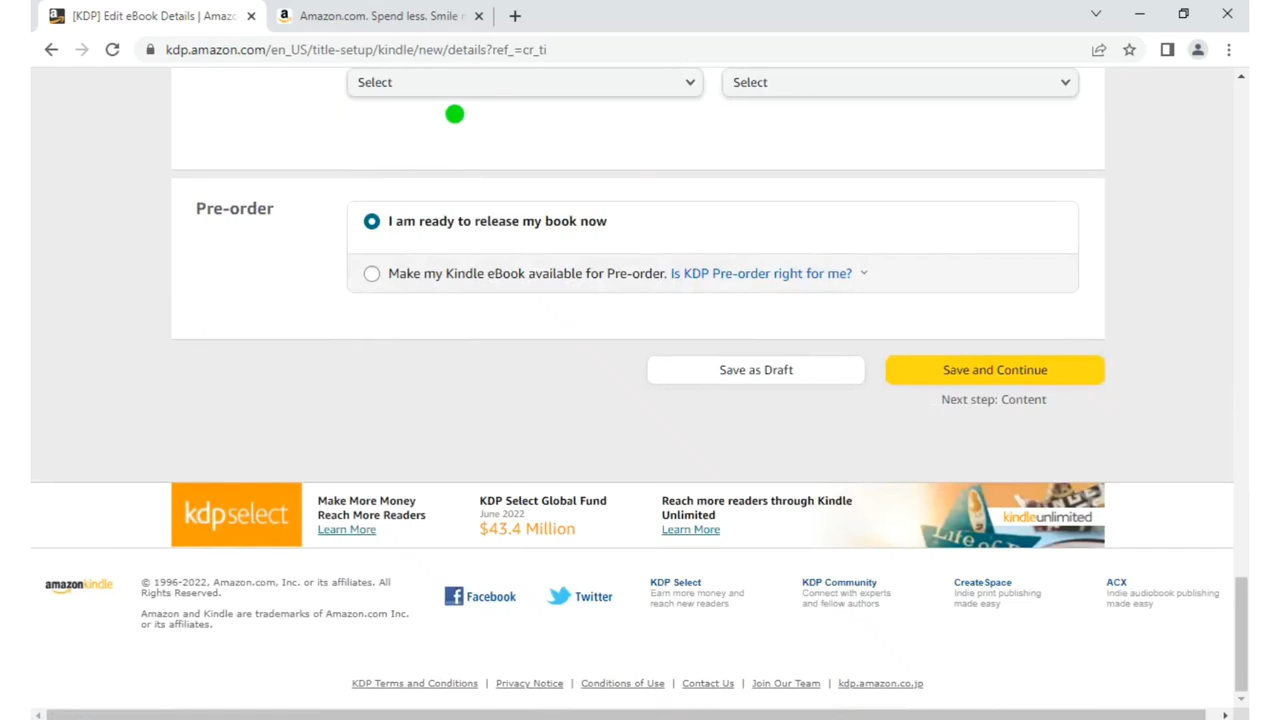 [KDP] Edit eBook Details | Amazo
Amazon.com. Spend less. Smile
kdp.amazon.com/en_US/title-setup/kindle/new/details?ref_=cr_ti
Select
Select
Pre-order
I am ready to release my book now
Make my Kindle eBook available for Pre-order. Is KDP Pre-order right for me?
Save as Draft
Save and Continue
Next step: Content
kdpselect
Make More Money
Reach More Readers
Learn More
KDP Select Global Fund
June 2022
$43.4 Million
Reach more readers through Kindle
Unlimited
Learn More
Life of
kindleunlimited
amazonkindle
© 1996-2022, Amazon.com, Inc. or its affiliates. All
Rights Reserved.
Amazon and Kindle are trademarks of Amazon.com Inc.
or its affiliates.
Facebook
Twitter
KDP Select
Earn more money and
reach new readers
KDP Community
Connect with experts
and fellow authors
CreateSpace
Indie print publishing
made easy
ACX
Indie audiobook publishing
made easy
KDP Terms and Conditions | Privacy Notice | Conditions of Use | Contact Us | Join Our Team | kdp.amazon.co.jp